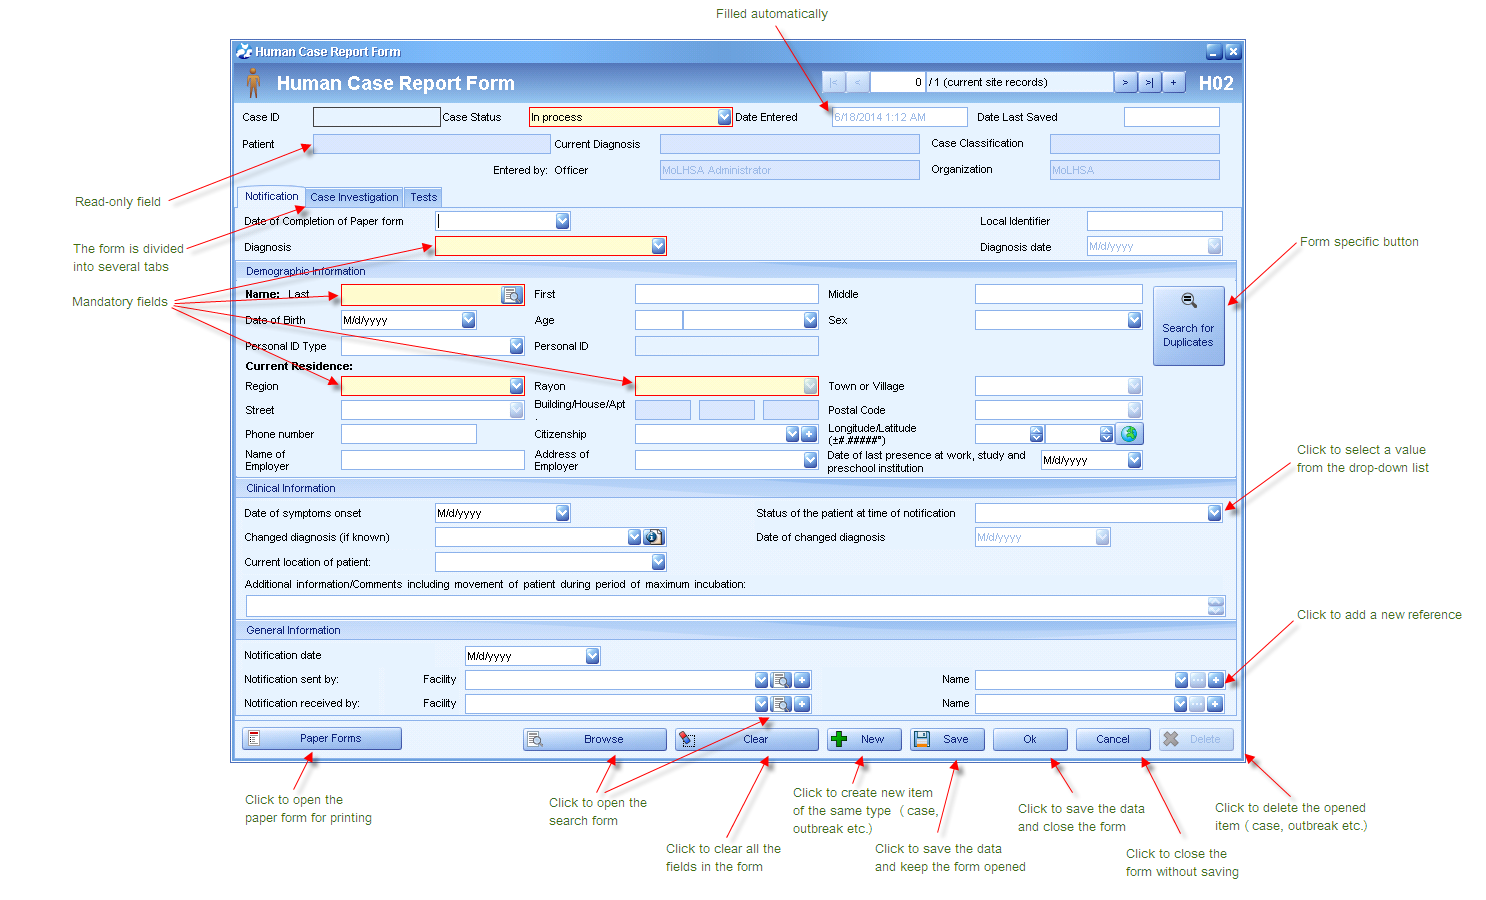 Filled automatically
Human Case Report Form
Human Case Report Form
|<
<
0
/ 1 (current site records)
>
>|
+
H02
Case ID
Case Status
In process
Date Entered
6/18/2014 1:12 AM
Date Last Saved
Patient
Current Diagnosis
Case Classification
Entered by: Officer
MoLHSA Administrator
Organization
MoLHSA
Read-only field
Notification
Case Investigation
Tests
Date of Completion of Paper form
Local Identifier
The form is divided
into several tabs
Diagnosis
Diagnosis date
M/d/yyyy
Form specific button
Demographic Information
Mandatory fields
Name: Last
First
Middle
Date of Birth
M/d/yyyy
Age
Sex
Search for
Duplicates
Personal ID Type
Personal ID
Current Residence:
Region
Rayon
Town or Village
Street
Building/House/Apt
.
Postal Code
Phone number
Citizenship
Longitude/Latitude
(±#.#####°)
Name of
Employer
Address of
Employer
Date of last presence at work, study and
preschool institution
M/d/yyyy
Click to select a value
from the drop-down list
Clinical Information
Date of symptoms onset
M/d/yyyy
Status of the patient at time of notification
Changed diagnosis (if known)
Date of changed diagnosis
M/d/yyyy
Current location of patient:
Additional information/Comments including movement of patient during period of maximum incubation:
Click to add a new reference
General Information
Notification date
M/d/yyyy
Notification sent by:
Facility
Name
Notification received by:
Facility
Name
Paper Forms
Browse
Clear
New
Save
Ok
Cancel
Delete
Click to open the
paper form for printing
Click to open the
search form
Click to clear all the
fields in the form
Click to create new item
of the same type ( case,
outbreak etc.)
Click to save the data
and keep the form opened
Click to save the data
and close the form
Click to close the
form without saving
Click to delete the opened
item ( case, outbreak etc.)